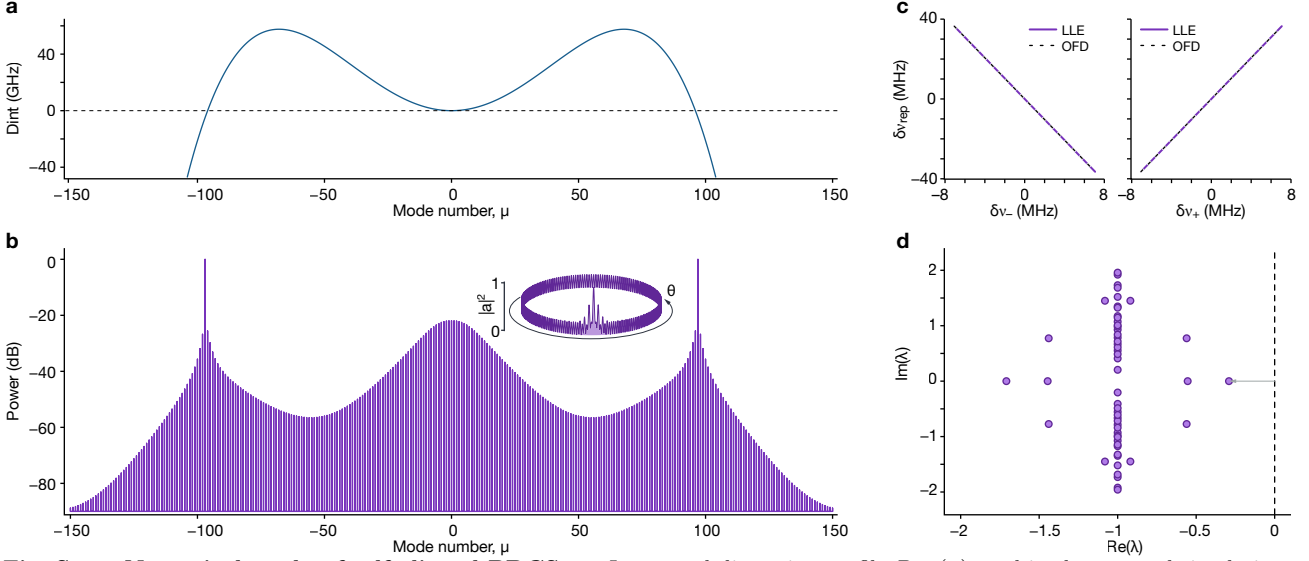 a
40
0
−40
Dint (GHz)
−150
−100
−50
0
50
100
150
Mode number, μ
b
0
−20
−40
−60
−80
Power (dB)
1
|a|²
0
θ
−150
−100
−50
0
50
100
150
Mode number, μ
c
40
0
−40
δν_rep (MHz)
LLE
OFD
−8
0
8
δν₋ (MHz)
LLE
OFD
−8
0
8
δν₊ (MHz)
d
2
1
0
−1
−2
Im(λ)
−2
−1.5
−1
−0.5
0
Re(λ)